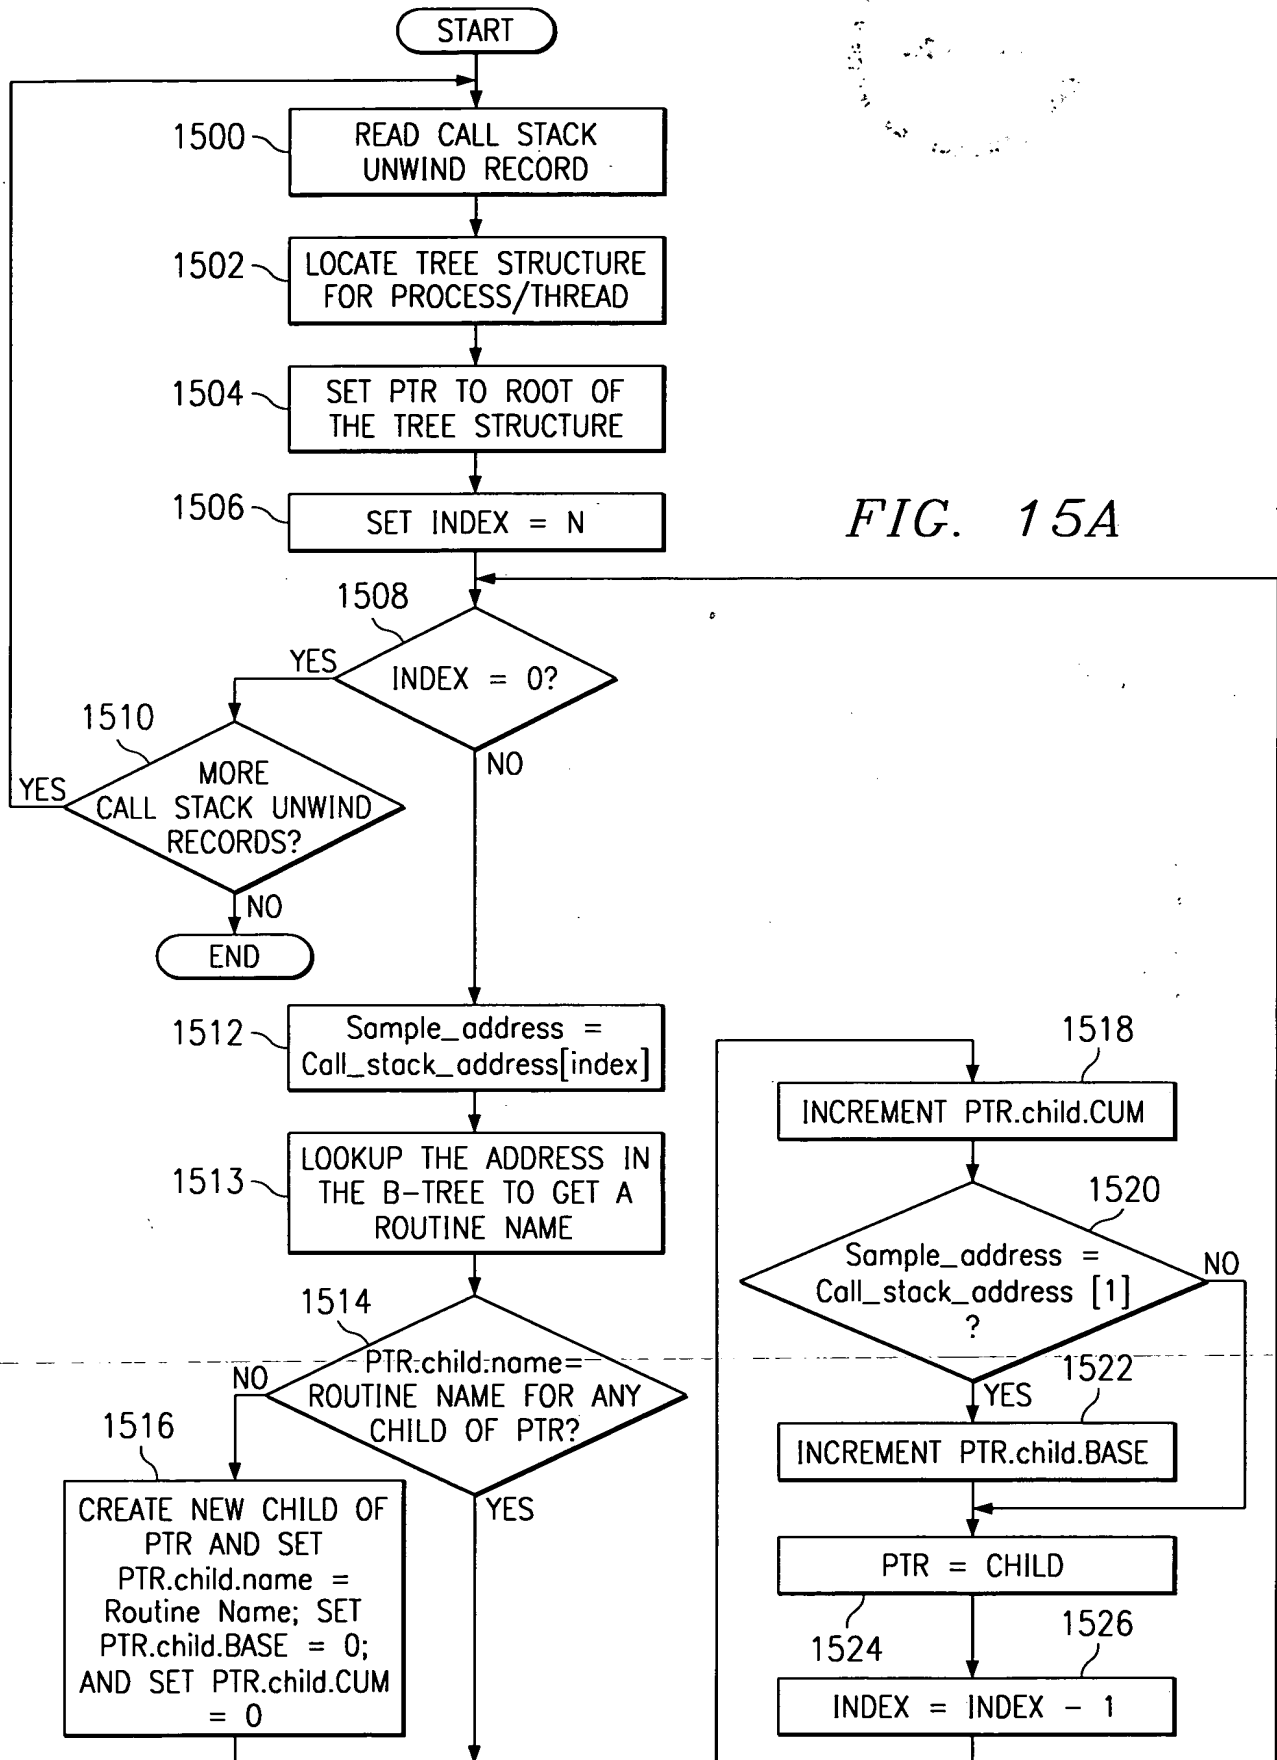 START
1500
READ CALL STACK
UNWIND RECORD
1502
LOCATE TREE STRUCTURE
FOR PROCESS/THREAD
1504
SET PTR TO ROOT OF
THE TREE STRUCTURE
1506
SET INDEX = N
FIG. 15A
1508
YES
INDEX = 0?
NO
1510
YES
MORE
CALL STACK UNWIND
RECORDS?
NO
END
1512
Sample_address =
Call_stack_address[index]
1513
LOOKUP THE ADDRESS IN
THE B-TREE TO GET A
ROUTINE NAME
1514
PTR.child.name=
ROUTINE NAME FOR ANY
CHILD OF PTR?
NO
YES
1516
CREATE NEW CHILD OF
PTR AND SET
PTR.child.name =
Routine Name; SET
PTR.child.BASE = 0;
AND SET PTR.child.CUM
= 0
1518
INCREMENT PTR.child.CUM
1520
Sample_address =
Call_stack_address [1]
?
NO
YES
1522
INCREMENT PTR.child.BASE
PTR = CHILD
1524
1526
INDEX = INDEX - 1